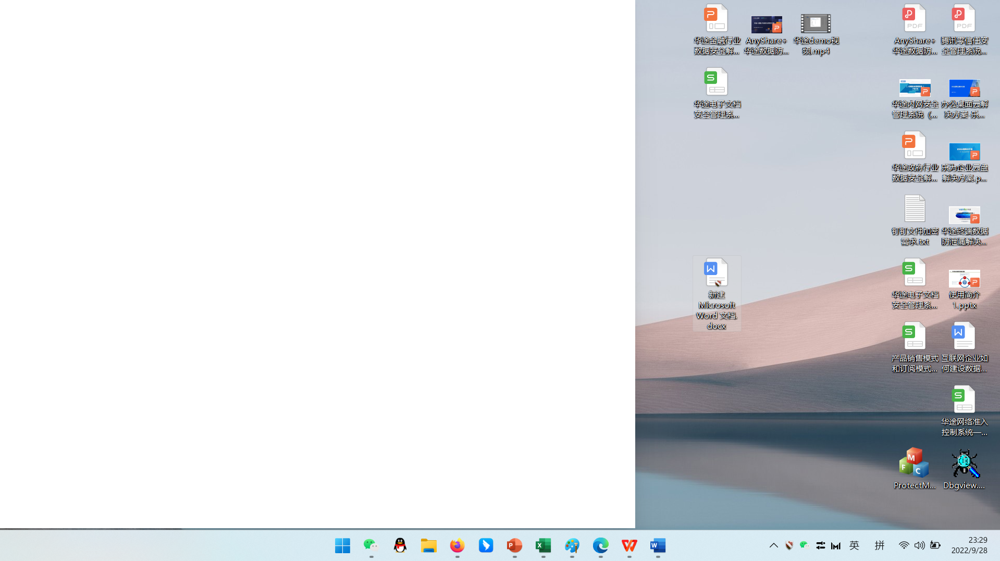 华途金融行业
数据安全解...
AnyShare+
华途数据防...
华途demo视
频.mp4
AnyShare+
华途数据防...
腾讯零信任安
全管理系统...
华途电子文档
安全管理系...
华途内网安全
管理系统（...
办公桌面云解
决方案-乐...
华途政府行业
数据安全解...
乐为企业云盘
解决方案.p...
钉钉文件加密
需求.txt
华途终端数据
防泄漏解决...
新建
Microsoft
Word 文档.
docx
华途电子文档
安全管理系...
使用简介
1.pptx
产品销售模式
和订阅模式...
互联网企业如
何建设数据...
华途网络准入
控制系统—...
ProtectM...
Dbgview....
英
拼
23:29
2022/9/28